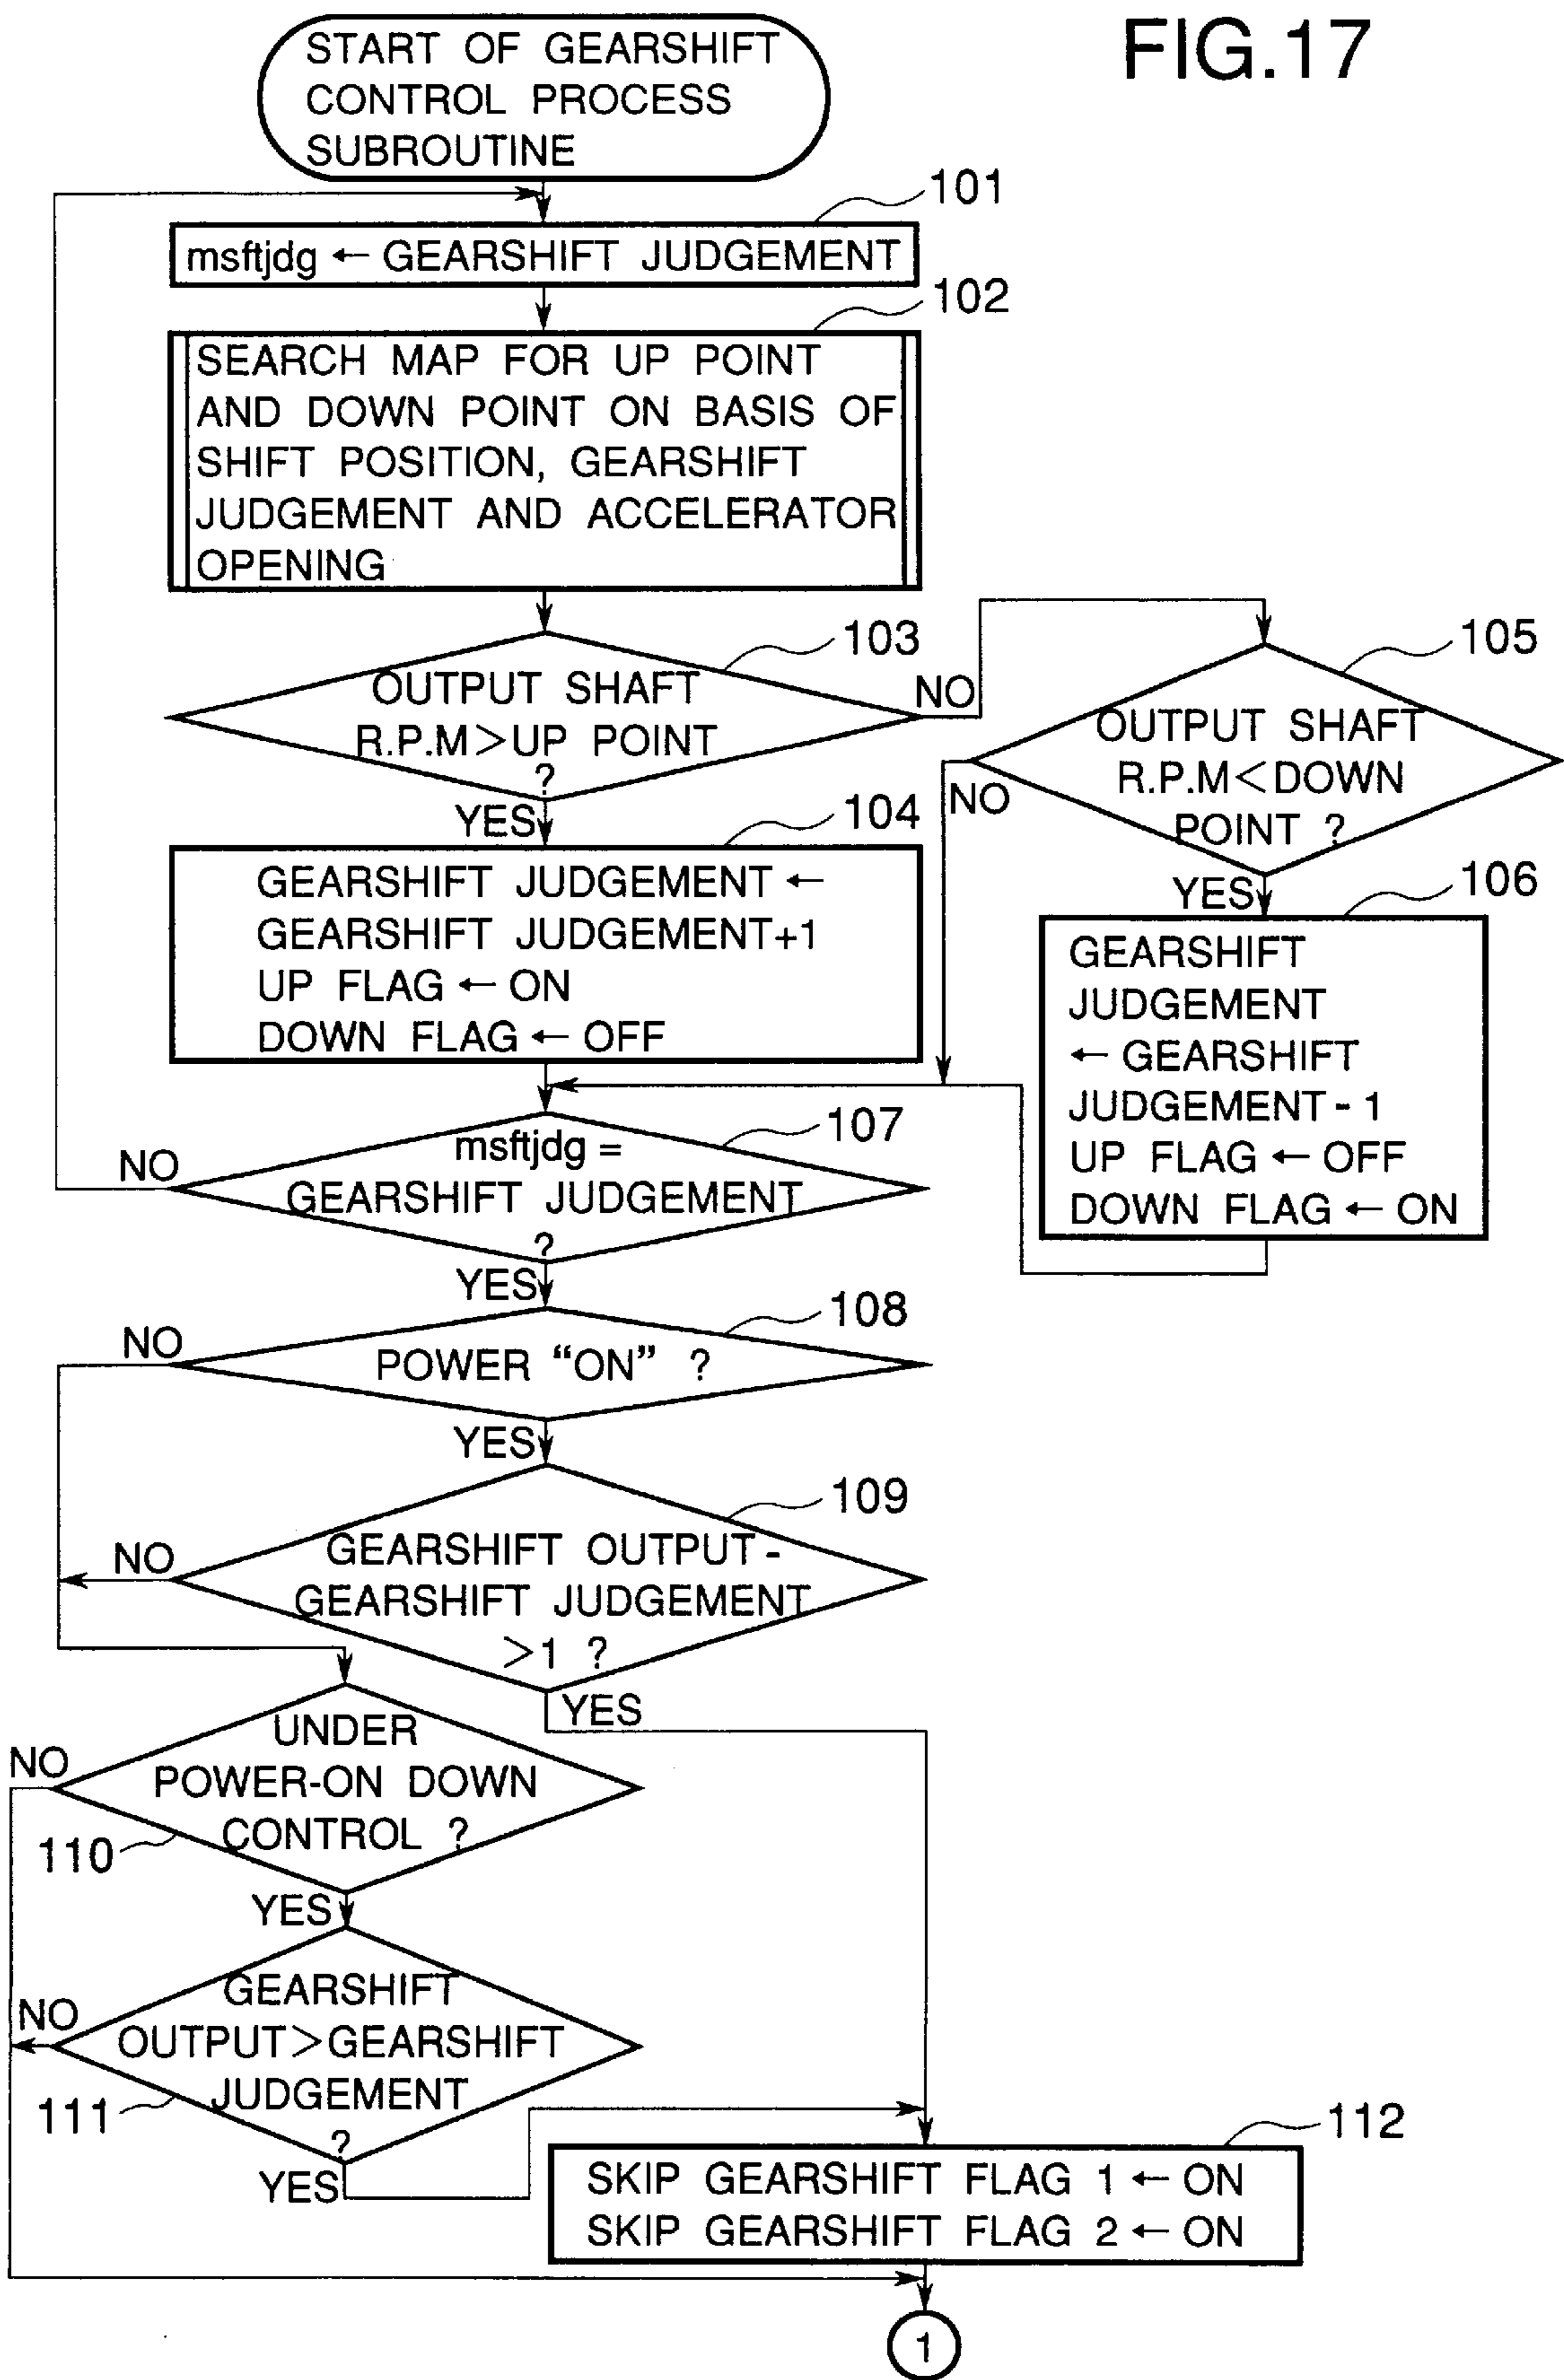 FIG.17
START OF GEARSHIFT
CONTROL PROCESS
SUBROUTINE
101
msftjdg ← GEARSHIFT JUDGEMENT
102
SEARCH MAP FOR UP POINT
AND DOWN POINT ON BASIS OF
SHIFT POSITION, GEARSHIFT
JUDGEMENT AND ACCELERATOR
OPENING
103
OUTPUT SHAFT
R.P.M>UP POINT
?
NO
YES
105
OUTPUT SHAFT
R.P.M<DOWN
POINT ?
NO
YES
104
GEARSHIFT JUDGEMENT ←
GEARSHIFT JUDGEMENT+1
UP FLAG ← ON
DOWN FLAG ← OFF
106
GEARSHIFT
JUDGEMENT
← GEARSHIFT
JUDGEMENT-1
UP FLAG ← OFF
DOWN FLAG ← ON
107
msftjdg =
GEARSHIFT JUDGEMENT
?
NO
YES
108
POWER “ON” ?
NO
YES
109
GEARSHIFT OUTPUT-
GEARSHIFT JUDGEMENT
>1 ?
NO
YES
UNDER
POWER-ON DOWN
CONTROL ?
NO
110
YES
GEARSHIFT
OUTPUT>GEARSHIFT
JUDGEMENT
?
NO
111
YES
112
SKIP GEARSHIFT FLAG 1 ← ON
SKIP GEARSHIFT FLAG 2 ← ON
1